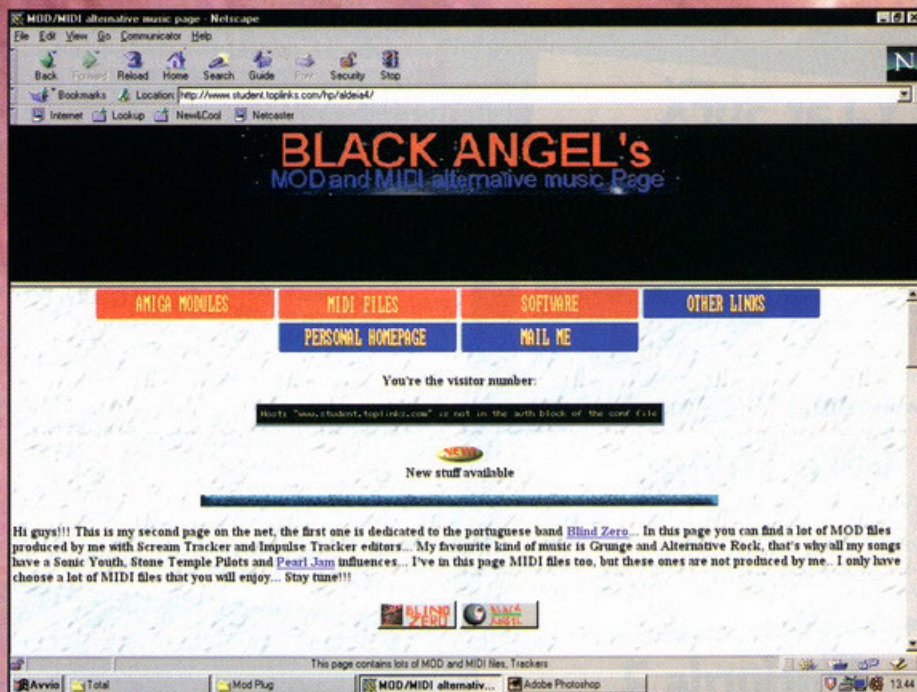 MOD/MIDI alternative music page - Netscape
File Edit View Go Communicator Help
Back Forward Reload Home Search Guide Print Security Stop
Bookmarks Location: http://www.student.toplinks.com/hp/aldeia4/
Internet Lookup New&Cool Netcaster
N
BLACK ANGEL's
MOD and MIDI alternative music Page
AMIGA MODULES MIDI FILES SOFTWARE OTHER LINKS
PERSONAL HOMEPAGE MAIL ME
You're the visitor number:
Host: "www.student.toplinks.com" is not in the auth block of the conf file
NEW!
New stuff available
Hi guys!!! This is my second page on the net, the first one is dedicated to the portuguese band Blind Zero... In this page you can find a lot of MOD files
produced by me with Scream Tracker and Impulse Tracker editors... My favourite kind of music is Grunge and Alternative Rock, that's why all my songs
have a Sonic Youth, Stone Temple Pilots and Pearl Jam influences... I've in this page MIDI files too, but these ones are not produced by me.. I only have
choose a lot of MIDI files that you will enjoy... Stay tune!!!
BLIND ZERO BLACK ANGEL
This page contains lots of MOD and MIDI files, Trackers
Avvio Total Mod Plug MOD/MIDI alternativ... Adobe Photoshop 13.44